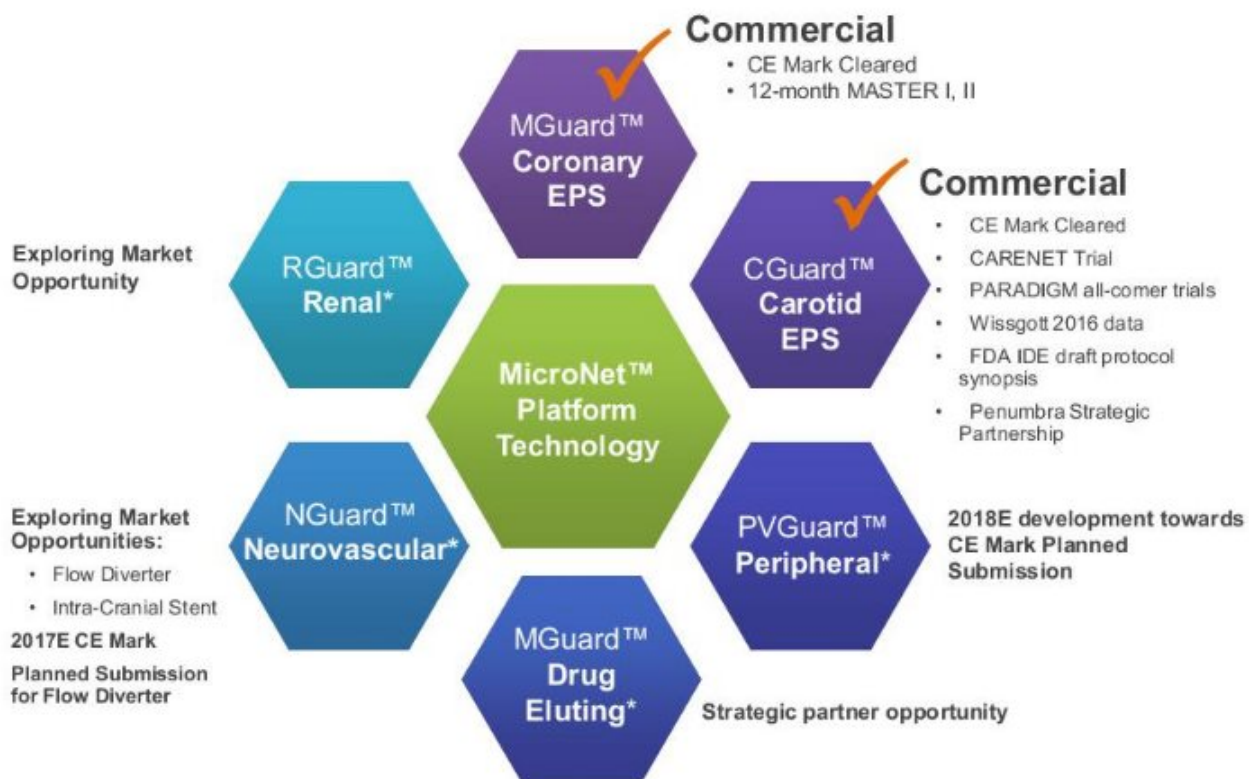 Commercial
• CE Mark Cleared
• 12-month MASTER I, II
MGuard™
Coronary
EPS
Commercial
• CE Mark Cleared
• CARENET Trial
• PARADIGM all-comer trials
• Wissgott 2016 data
• FDA IDE draft protocol
synopsis
• Penumbra Strategic
Partnership
CGuard™
Carotid
EPS
Exploring Market
Opportunity
RGuard™
Renal*
MicroNet™
Platform
Technology
Exploring Market
Opportunities:
• Flow Diverter
• Intra-Cranial Stent
2017E CE Mark
Planned Submission
for Flow Diverter
NGuard™
Neurovascular*
PVGuard™
Peripheral*
2018E development towards
CE Mark Planned
Submission
MGuard™
Drug
Eluting*
Strategic partner opportunity